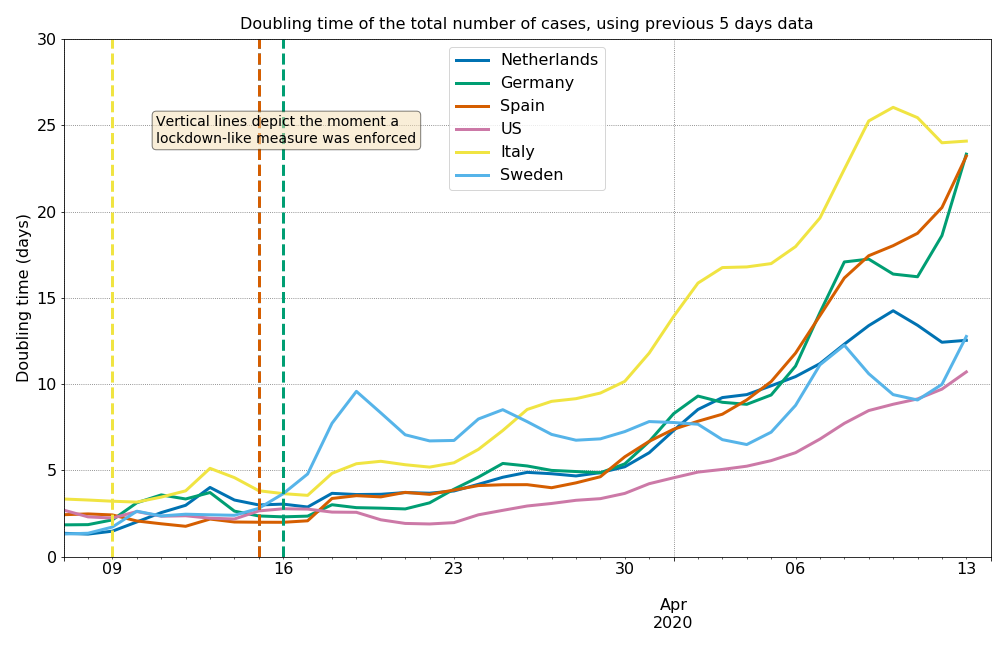 Doubling time of the total number of cases, using previous 5 days data
30
25
20
15
10
5
0
Doubling time (days)
Vertical lines depict the moment a
lockdown-like measure was enforced
Netherlands
Germany
Spain
US
Italy
Sweden
09
16
23
30
06
13
Apr
2020